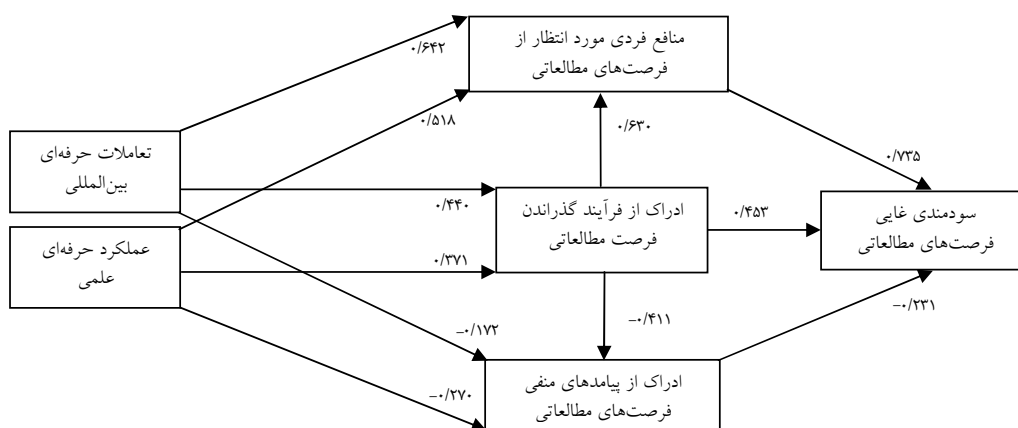 منافع فردی مورد انتظار از
فرصت‌های مطالعاتی
۰/۶۴۲
۰/۵۱۸
۰/۶۳۰
تعاملات حرفه‌ای
بین‌المللی
۰/۷۳۵
ادراک از فرآیند گذراندن
فرصت مطالعاتی
۰/۴۴۰
۰/۴۵۳
سودمندی غایی
فرصت‌های مطالعاتی
عملکرد حرفه‌ای
علمی
۰/۳۷۱
−۰/۱۷۲
−۰/۴۱۱
−۰/۲۳۱
−۰/۲۷۰
ادراک از پیامدهای منفی
فرصت‌های مطالعاتی